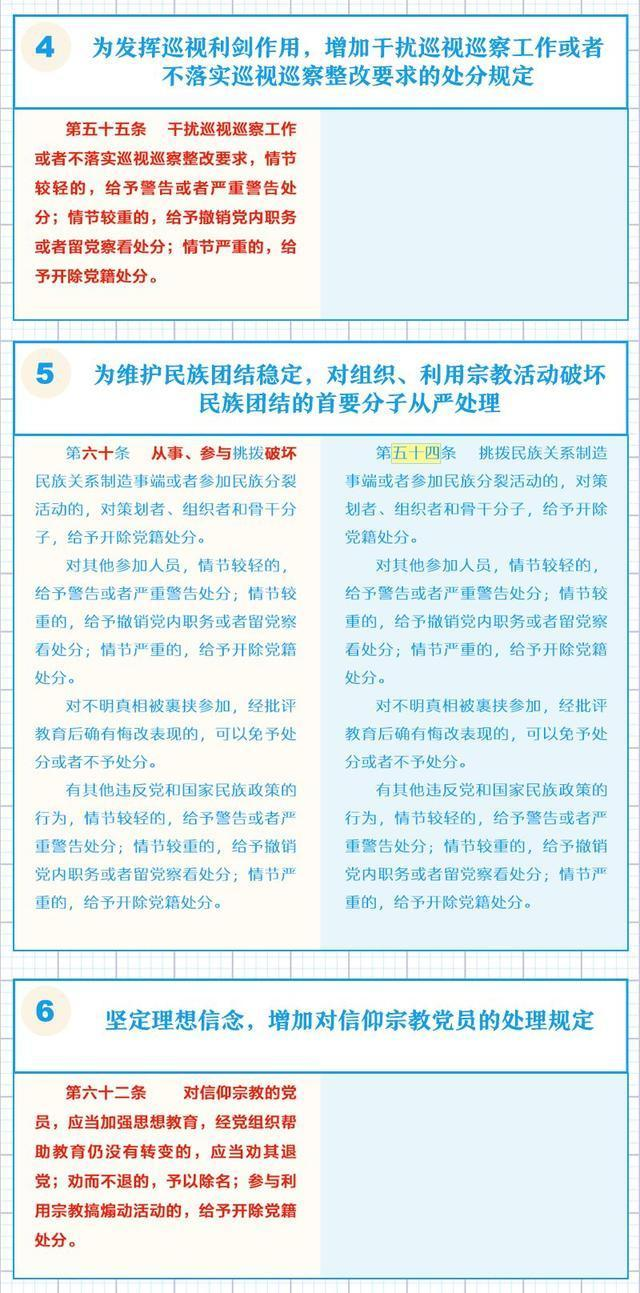 4
为发挥巡视利剑作用，增加干扰巡视巡察工作或者
不落实巡视巡察整改要求的处分规定
第五十五条 干扰巡视巡察工作
或者不落实巡视巡察整改要求，情节
较轻的，给予警告或者严重警告处
分；情节较重的，给予撤销党内职务
或者留党察看处分；情节严重的，给
予开除党籍处分。
5
为维护民族团结稳定，对组织、利用宗教活动破坏
民族团结的首要分子从严处理
第六十条 从事、参与挑拨破坏
民族关系制造事端或者参加民族分裂
活动的，对策划者、组织者和骨干分
子，给予开除党籍处分。
对其他参加人员，情节较轻的，
给予警告或者严重警告处分；情节较
重的，给予撤销党内职务或者留党察
看处分；情节严重的，给予开除党籍
处分。
对不明真相被裹挟参加，经批评
教育后确有悔改表现的，可以免予处
分或者不予处分。
有其他违反党和国家民族政策的
行为，情节较轻的，给予警告或者严
重警告处分；情节较重的，给予撤销
党内职务或者留党察看处分；情节严
重的，给予开除党籍处分。
第五十四条 挑拨民族关系制造
事端或者参加民族分裂活动的，对策
划者、组织者和骨干分子，给予开除
党籍处分。
对其他参加人员，情节较轻的，
给予警告或者严重警告处分；情节较
重的，给予撤销党内职务或者留党察
看处分；情节严重的，给予开除党籍
处分。
对不明真相被裹挟参加，经批评
教育后确有悔改表现的，可以免予处
分或者不予处分。
有其他违反党和国家民族政策的
行为，情节较轻的，给予警告或者严
重警告处分；情节较重的，给予撤销
党内职务或者留党察看处分；情节严
重的，给予开除党籍处分。
6
坚定理想信念，增加对信仰宗教党员的处理规定
第六十二条 对信仰宗教的党
员，应当加强思想教育，经党组织帮
助教育仍没有转变的，应当劝其退
党；劝而不退的，予以除名；参与利
用宗教搞煽动活动的，给予开除党籍
处分。